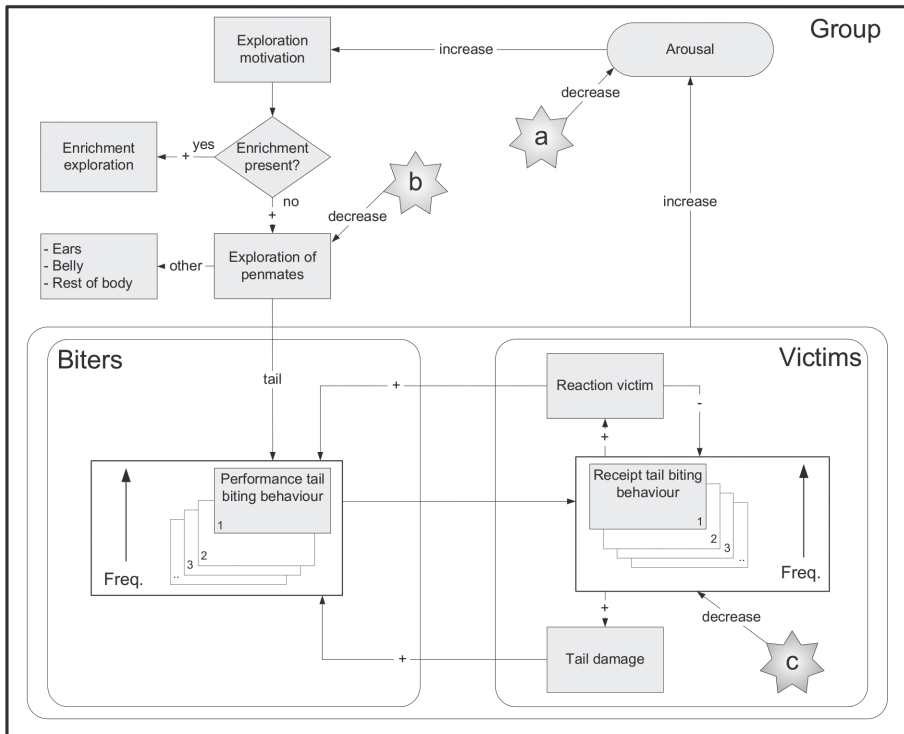 Group
Exploration
motivation
increase
Arousal
decrease
a
Enrichment
exploration
yes
+
Enrichment
present?
no
+
b
decrease
increase
- Ears
- Belly
- Rest of body
other
Exploration of
penmates
Biters
Victims
tail
+
Reaction victim
-
+
Performance tail
biting behaviour
1
2
3
..
Freq.
Receipt tail biting
behaviour
1
2
3
..
Freq.
+
decrease
+
Tail damage
c